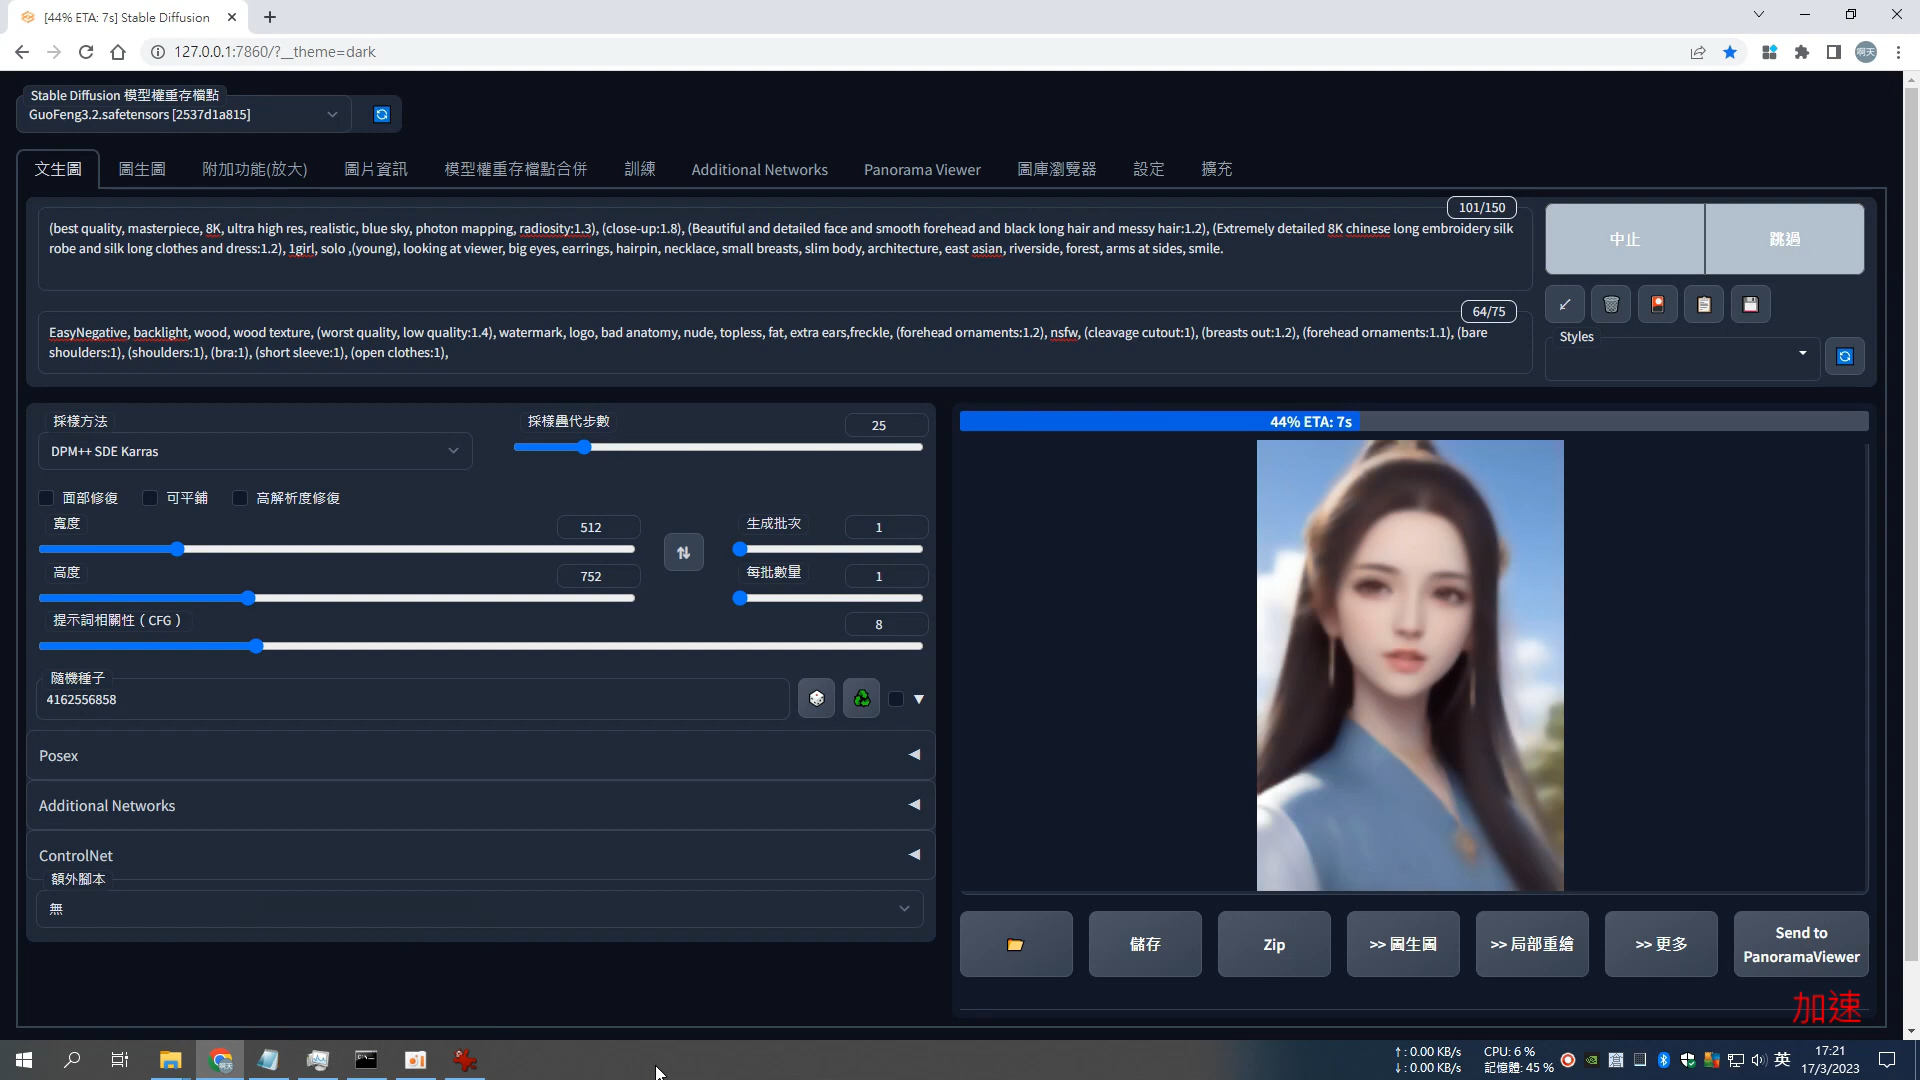 [44% ETA: 7s] Stable Diffusion
127.0.0.1:7860/?__theme=dark
啊天
Stable Diffusion 模型權重存檔點
GuoFeng3.2.safetensors [2537d1a815]
文生圖 圖生圖 附加功能(放大) 圖片資訊 模型權重存檔點合併 訓練 Additional Networks Panorama Viewer 圖庫瀏覽器 設定 擴充
101/150
(best quality, masterpiece, 8K, ultra high res, realistic, blue sky, photon mapping, radiosity:1.3), (close-up:1.8), (Beautiful and detailed face and smooth forehead and black long hair and messy hair:1.2), (Extremely detailed 8K chinese long embroidery silk
robe and silk long clothes and dress:1.2), 1girl, solo ,(young), looking at viewer, big eyes, earrings, hairpin, necklace, small breasts, slim body, architecture, east asian, riverside, forest, arms at sides, smile.
中止 跳過
64/75
EasyNegative, backlight, wood, wood texture, (worst quality, low quality:1.4), watermark, logo, bad anatomy, nude, topless, fat, extra ears,freckle, (forehead ornaments:1.2), nsfw, (cleavage cutout:1), (breasts out:1.2), (forehead ornaments:1.1), (bare
shoulders:1), (shoulders:1), (bra:1), (short sleeve:1), (open clothes:1),
Styles
採樣方法
DPM++ SDE Karras
採樣疊代步數 25
面部修復 可平鋪 高解析度修復
寬度 512
生成批次 1
高度 752
每批數量 1
提示詞相關性（CFG） 8
隨機種子
4162556858
Posex
Additional Networks
ControlNet
額外腳本
無
44% ETA: 7s
儲存 Zip >> 圖生圖 >> 局部重繪 >> 更多 Send to
PanoramaViewer
加速
↑: 0.00 KB/s
↓: 0.00 KB/s
CPU: 6 %
記憶體: 45 %
英
17:21
17/3/2023